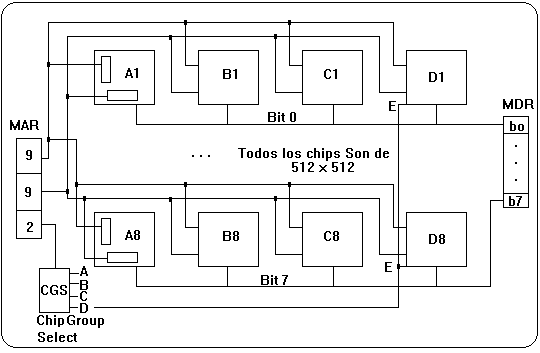 A1
B1
C1
D1
E
MDR
Bit 0
bo
MAR
9
. . . Todos los chips Son de
512 x 512
.
.
.
9
b7
2
A8
B8
C8
D8
E
Bit 7
CGS
A
B
C
D
Chip Group
Select